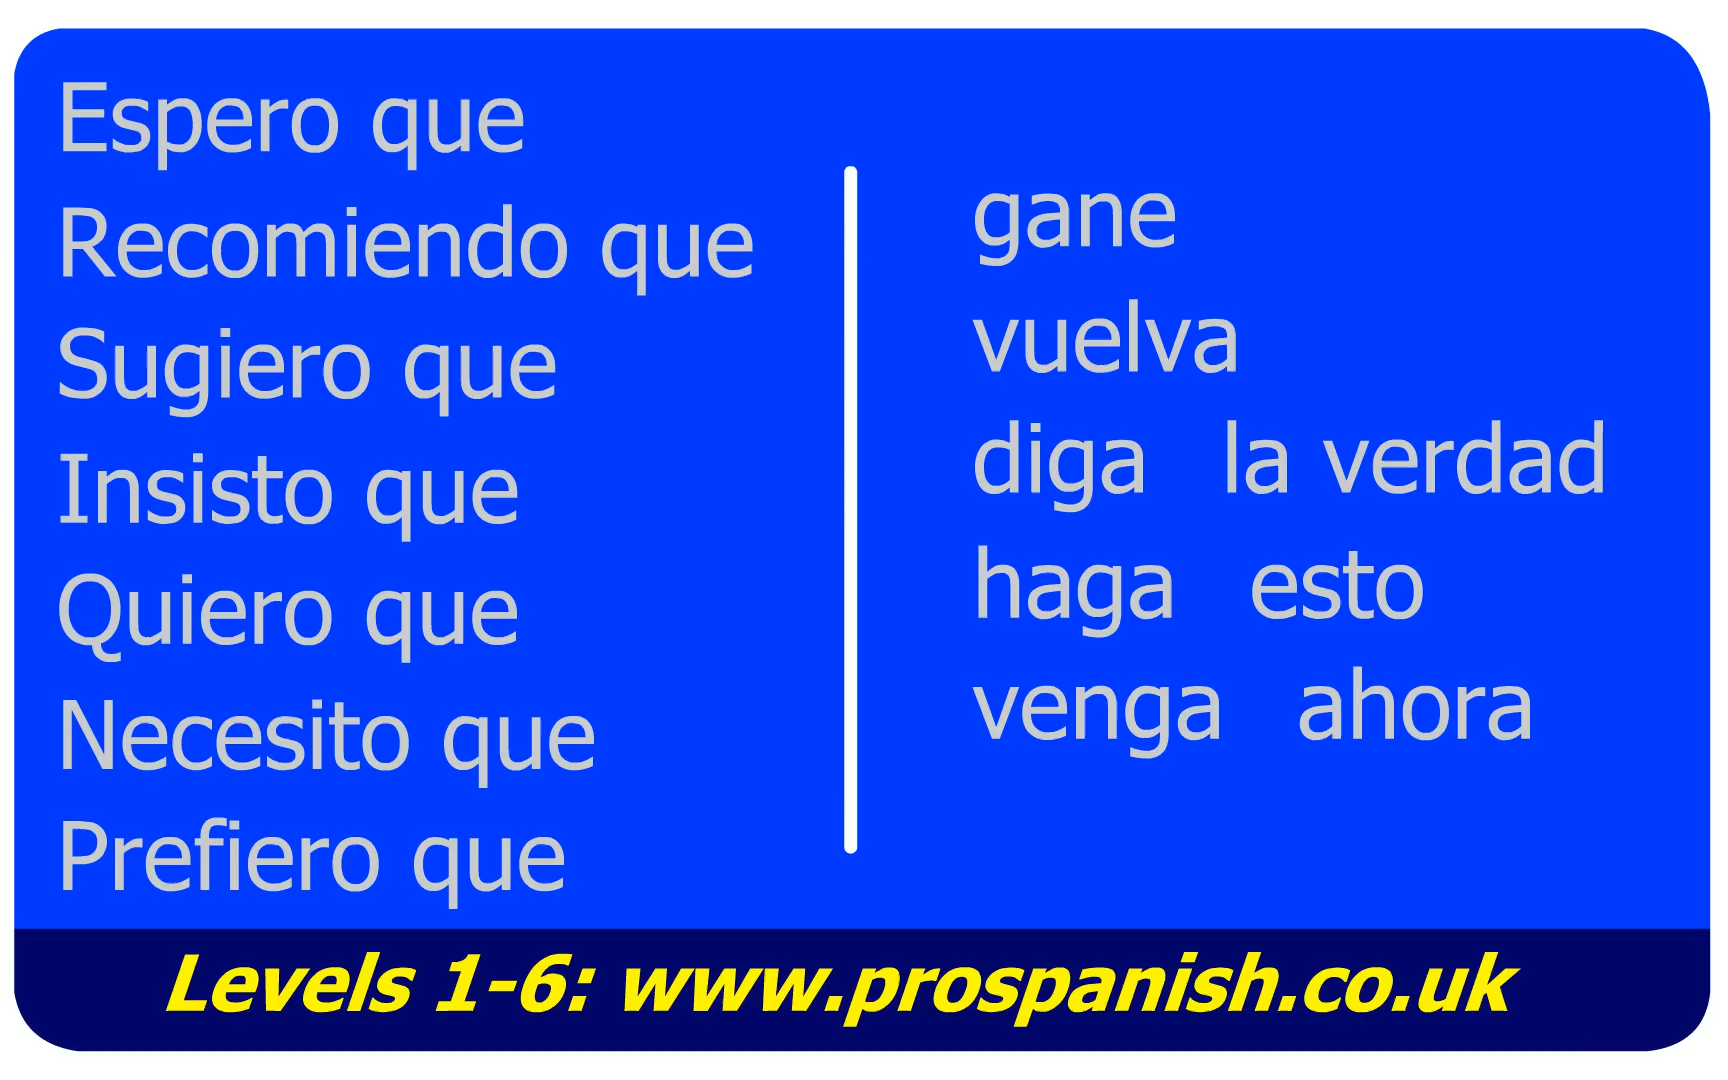 Espero que
Recomiendo que
Sugiero que
Insisto que
Quiero que
Necesito que
Prefiero que
gane
vuelva
diga la verdad
haga esto
venga ahora
Levels 1-6: www.prospanish.co.uk